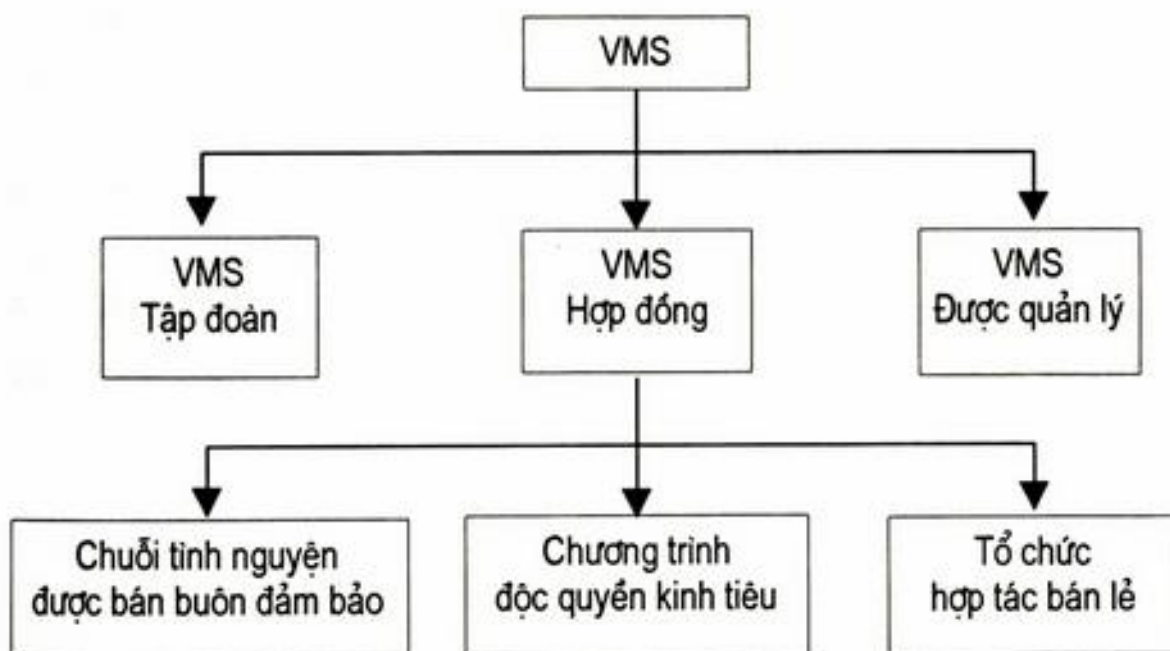 VMS
VMS
Tập đoàn
VMS
Hợp đồng
VMS
Được quản lý
Chuỗi tình nguyện
được bán buôn đảm bảo
Chương trình
độc quyền kinh tiêu
Tổ chức
hợp tác bán lẻ